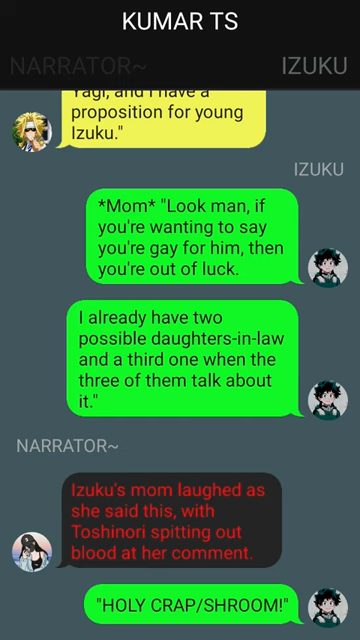 KUMAR TS
NARRATOR~
IZUKU
Yagi, and I have a
proposition for young
Izuku."
IZUKU
*Mom* "Look man, if
you're wanting to say
you're gay for him, then
you're out of luck.
I already have two
possible daughters-in-law
and a third one when the
three of them talk about
it."
NARRATOR~
Izuku's mom laughed as
she said this, with
Toshinori spitting out
blood at her comment.
"HOLY CRAP/SHROOM!"